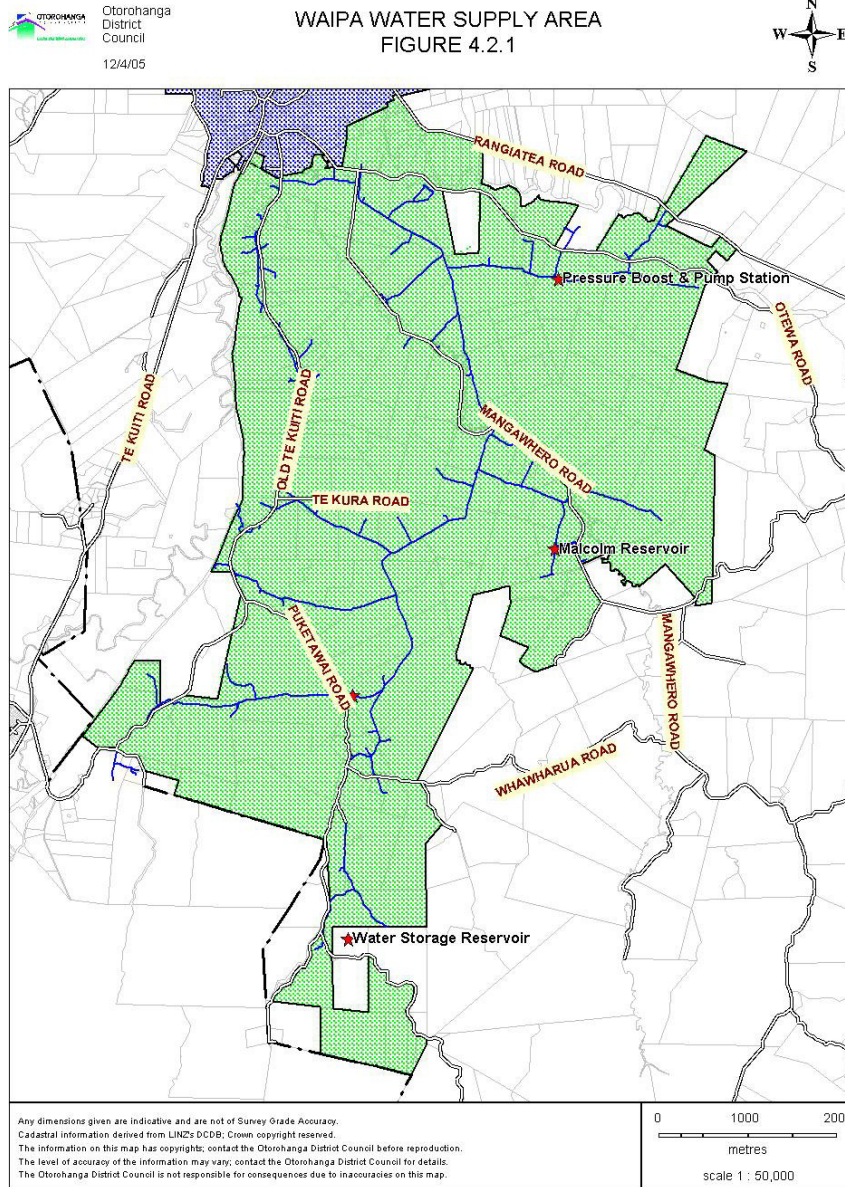 OTOROHANGA
Otorohanga
District
Council
12/4/05
WAIPA WATER SUPPLY AREA
FIGURE 4.2.1
N
W E
S
RANGIATEA ROAD
Pressure Boost & Pump Station
OTEWA ROAD
TE KUITI ROAD
OLD TE KUITI ROAD
MANGAWHERO ROAD
TE KURA ROAD
Malcolm Reservoir
PUKETAWAI ROAD
MANGAWHERO ROAD
WHAWHARUA ROAD
Water Storage Reservoir
Any dimensions given are indicative and are not of Survey Grade Accuracy.
Cadastral information derived from LINZ's DCDB; Crown copyright reserved.
The information on this map has copyrights; contact the Otorohanga District Council before reproduction.
The level of accuracy of the information may vary; contact the Otorohanga District Council for details.
The Otorohanga District Council is not responsible for consequences due to inaccuracies on this map.
0 1000 200
metres
scale 1 : 50,000